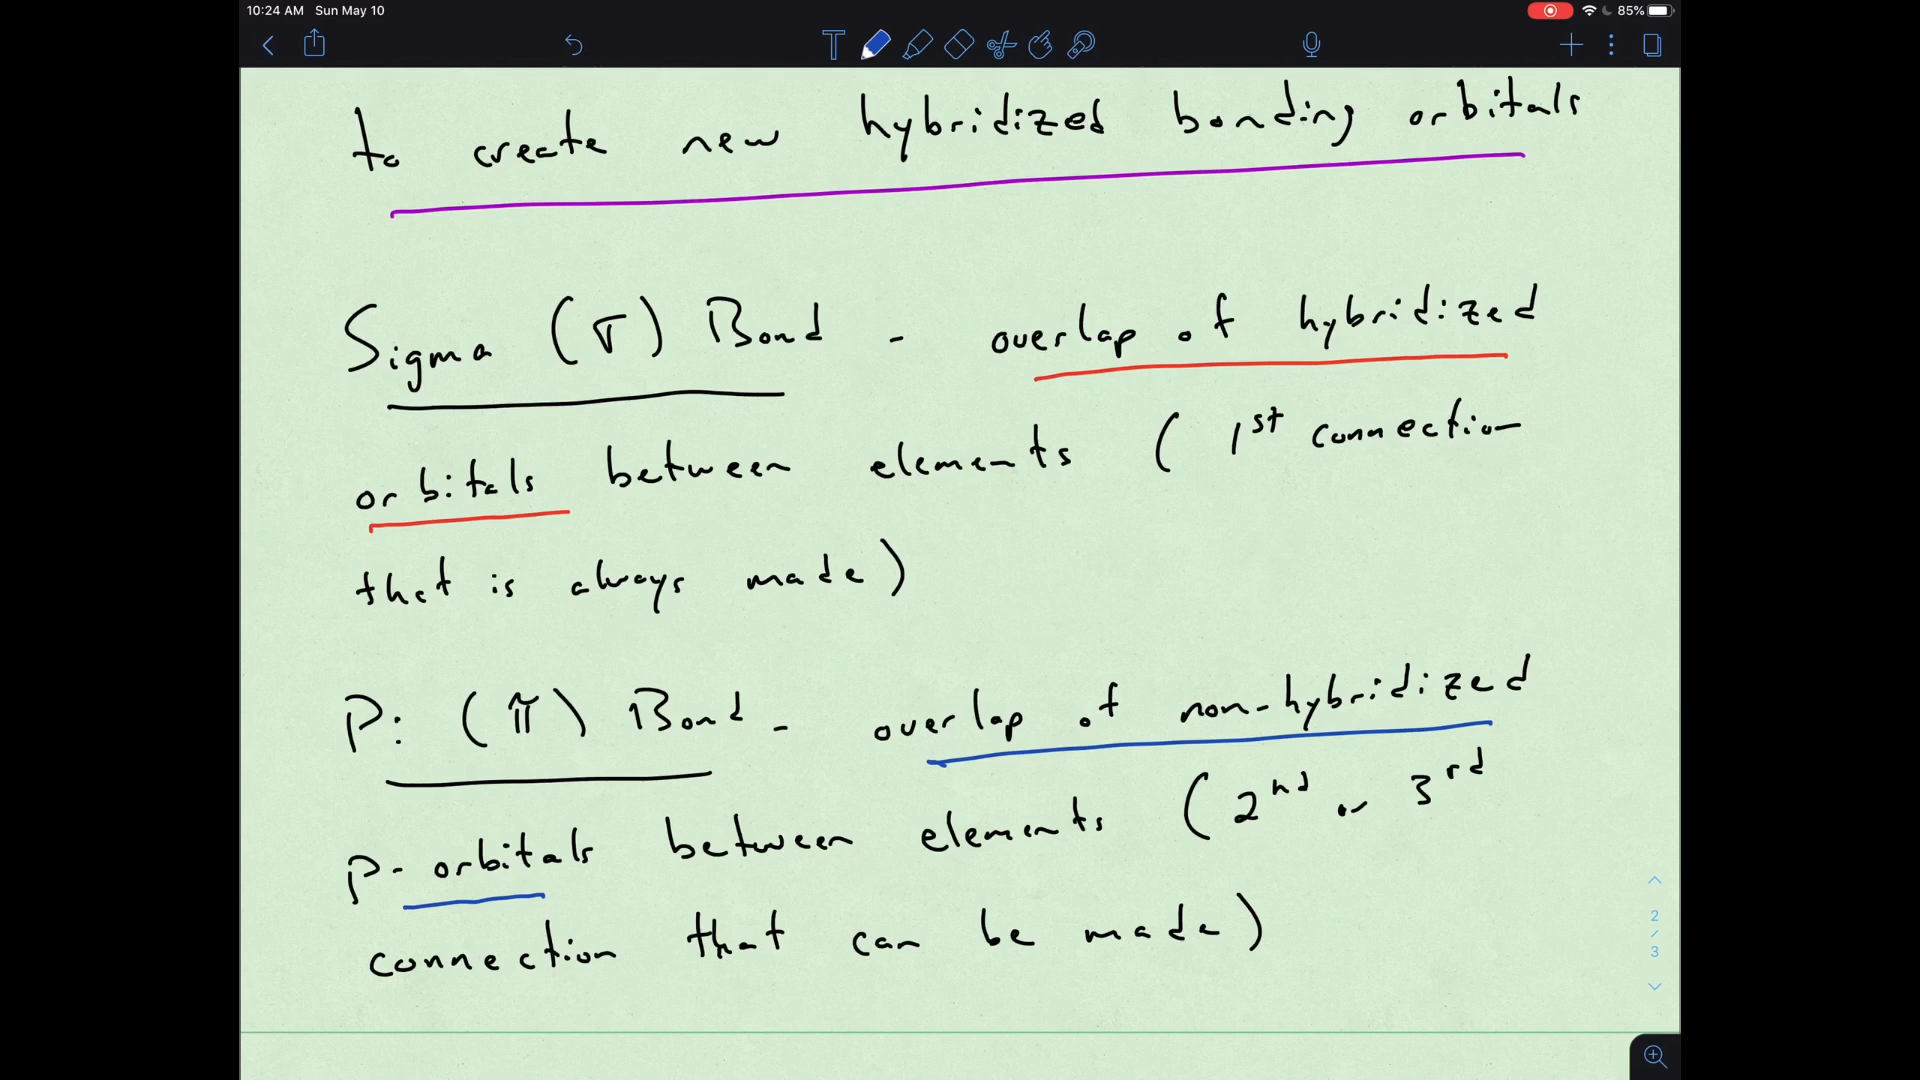 10:24 AM Sun May 10
85%
to create new hybridized bonding orbitals
Sigma (σ) Bond - overlap of hybridized
orbitals between elements ( 1st connection
that is always made)
Pi (π) Bond - overlap of non-hybridized
P-orbitals between elements (2nd or 3rd
connection that can be made)
2
/
3